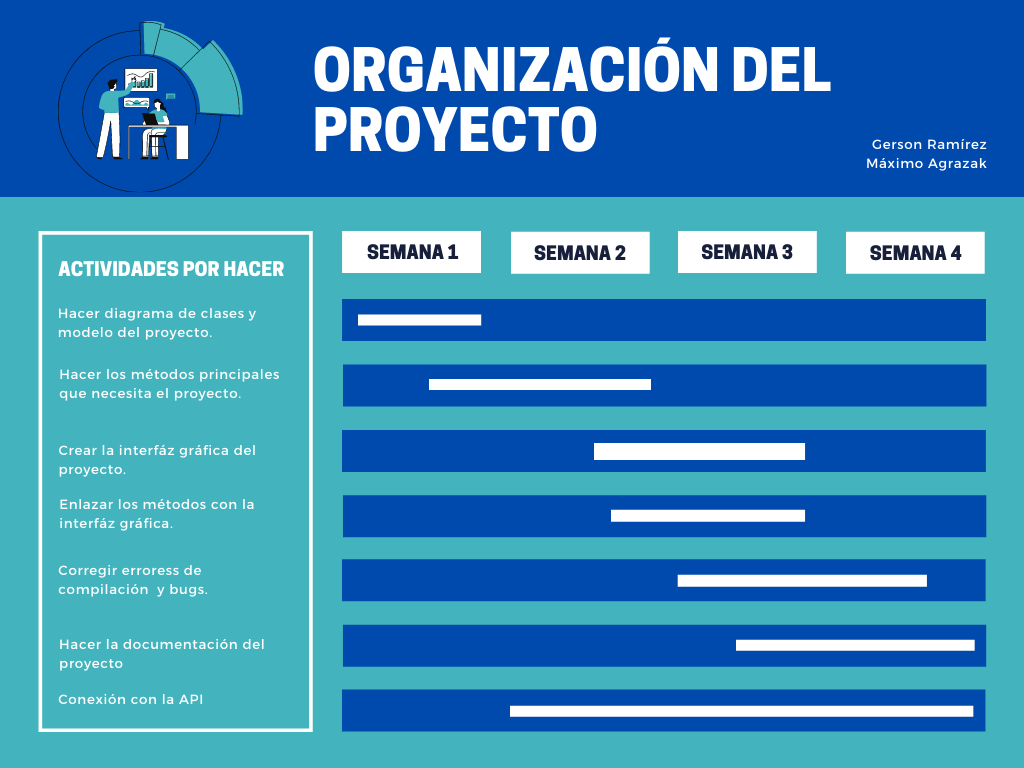 ORGANIZACIÓN DEL
PROYECTO
Gerson Ramírez
Máximo Agrazak
ACTIVIDADES POR HACER
SEMANA 1
SEMANA 2
SEMANA 3
SEMANA 4
Hacer diagrama de clases y
modelo del proyecto.
Hacer los métodos principales
que necesita el proyecto.
Crear la interfáz gráfica del
proyecto.
Enlazar los métodos con la
interfáz gráfica.
Corregir erroress de
compilación  y bugs.
Hacer la documentación del
proyecto
Conexión con la API